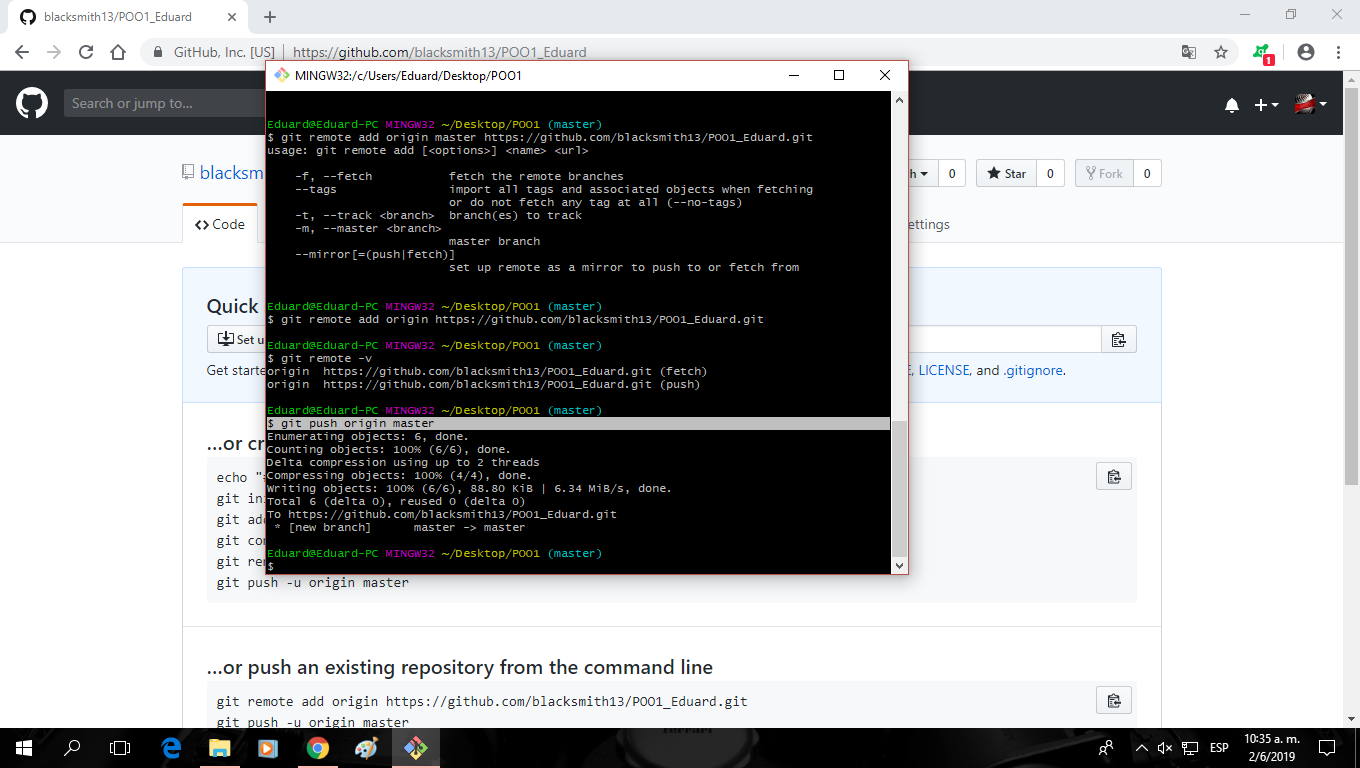 blacksmith13/POO1_Eduard
GitHub, Inc. [US] | https://github.com/blacksmith13/POO1_Eduard
1
MINGW32:/c/Users/Eduard/Desktop/POO1
Search or jump to...
Eduard@Eduard-PC MINGW32 ~/Desktop/POO1 (master)
$ git remote add origin master https://github.com/blacksmith13/POO1_Eduard.git
usage: git remote add [<options>] <name> <url>
-f, --fetch fetch the remote branches
--tags import all tags and associated objects when fetching
or do not fetch any tag at all (--no-tags)
-t, --track <branch> branch(es) to track
-m, --master <branch>
master branch
--mirror[=(push|fetch)]
set up remote as a mirror to push to or fetch from
Eduard@Eduard-PC MINGW32 ~/Desktop/POO1 (master)
$ git remote add origin https://github.com/blacksmith13/POO1_Eduard.git
Eduard@Eduard-PC MINGW32 ~/Desktop/POO1 (master)
$ git remote -v
origin https://github.com/blacksmith13/POO1_Eduard.git (fetch)
origin https://github.com/blacksmith13/POO1_Eduard.git (push)
Eduard@Eduard-PC MINGW32 ~/Desktop/POO1 (master)
$ git push origin master
Enumerating objects: 6, done.
Counting objects: 100% (6/6), done.
Delta compression using up to 2 threads
Compressing objects: 100% (4/4), done.
Writing objects: 100% (6/6), 88.80 KiB | 6.34 MiB/s, done.
Total 6 (delta 0), reused 0 (delta 0)
To https://github.com/blacksmith13/POO1_Eduard.git
* [new branch] master -> master
Eduard@Eduard-PC MINGW32 ~/Desktop/POO1 (master)
$
blacksm
h 0 Star 0 Fork 0
Code
ettings
Quick
Set u
Get starte
E, LICENSE, and .gitignore.
...or cr
echo "#
git ini
git add
git com
git rem
git push -u origin master
...or push an existing repository from the command line
git remote add origin https://github.com/blacksmith13/POO1_Eduard.git
git push -u origin master
ESP
10:35 a. m.
2/6/2019